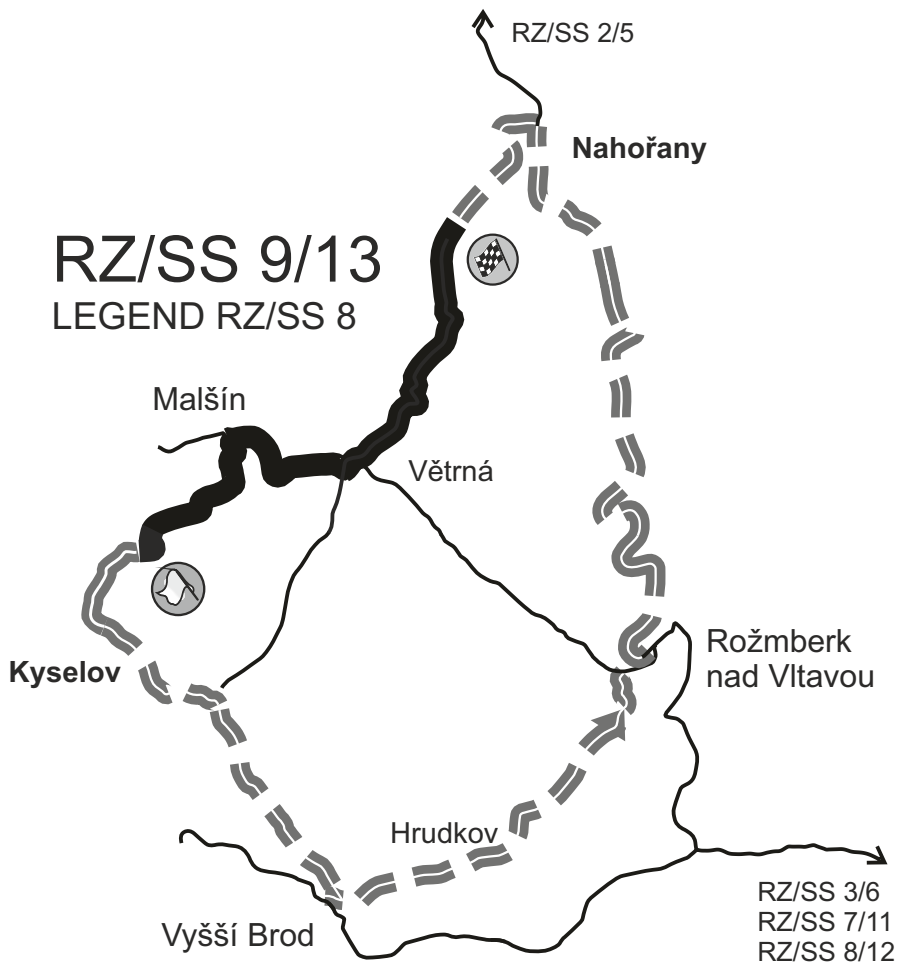 RZ/SS 2/5
Nahořany
RZ/SS 9/13
LEGEND RZ/SS 8
Malšín
Větrná
Rožmberk
nad Vltavou
Kyselov
Hrudkov
RZ/SS 3/6
RZ/SS 7/11
RZ/SS 8/12
Vyšší Brod